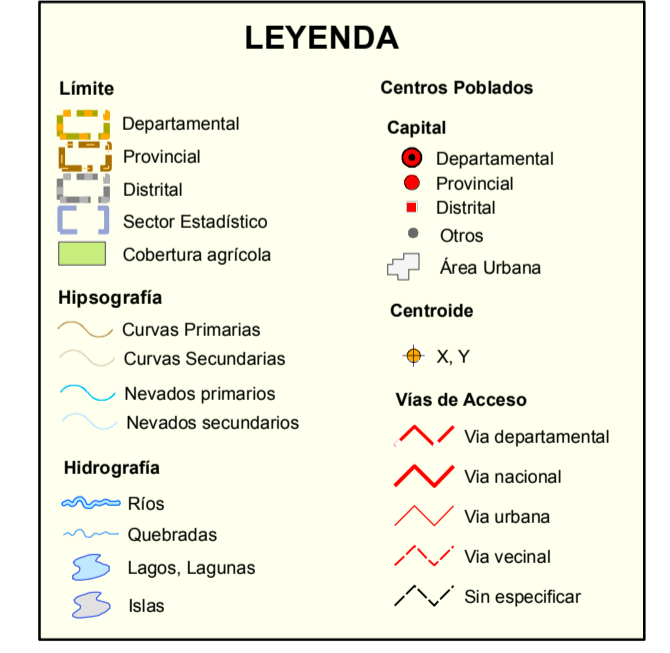 LEYENDA
Límite
Departamental
Provincial
Distrital
Sector Estadístico
Cobertura agrícola
Hipsografía
Curvas Primarias
Curvas Secundarias
Nevados primarios
Nevados secundarios
Hidrografía
Ríos
Quebradas
Lagos, Lagunas
Islas
Centros Poblados
Capital
Departamental
Provincial
Distrital
Otros
Área Urbana
Centroide
X, Y
Vías de Acceso
Via departamental
Via nacional
Via urbana
Via vecinal
Sin especificar